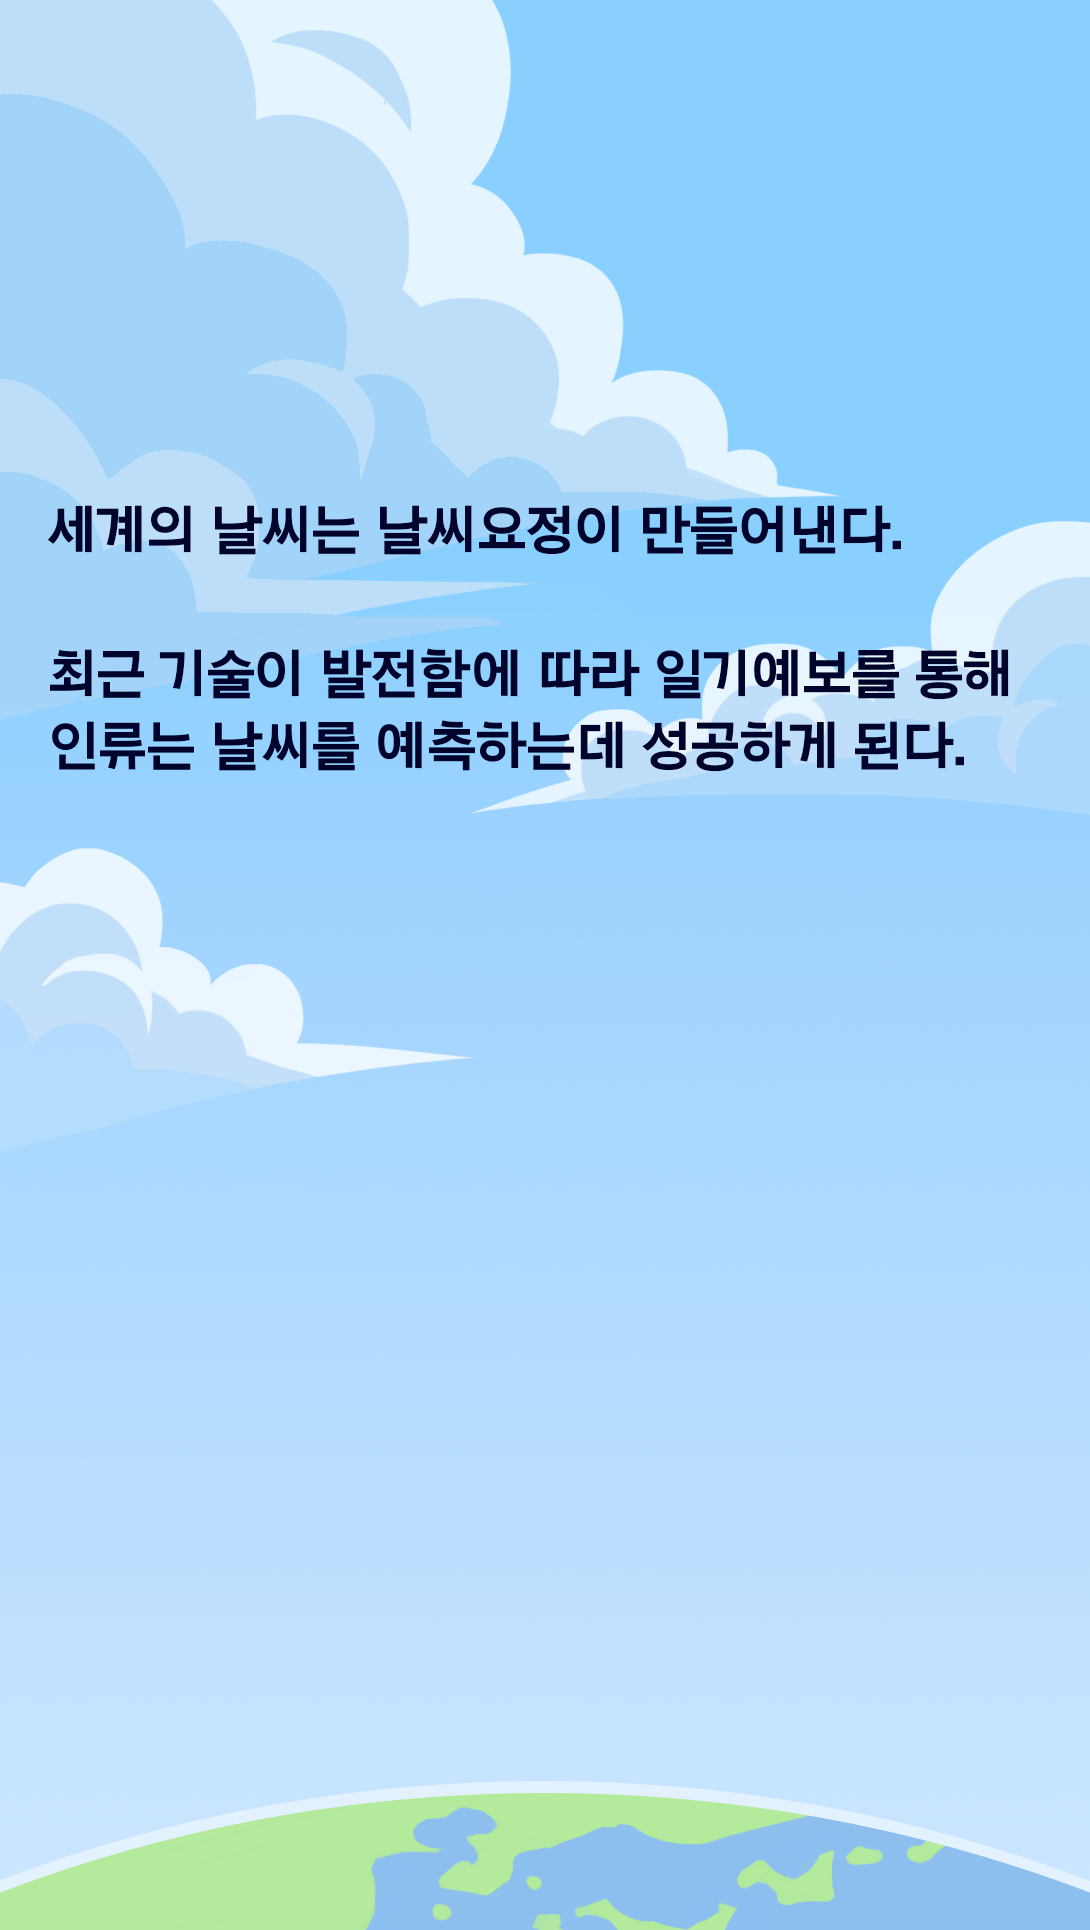 세계의 날씨는 날씨요정이 만들어낸다.
최근 기술이 발전함에 따라 일기예보를 통해
인류는 날씨를 예측하는데 성공하게 된다.